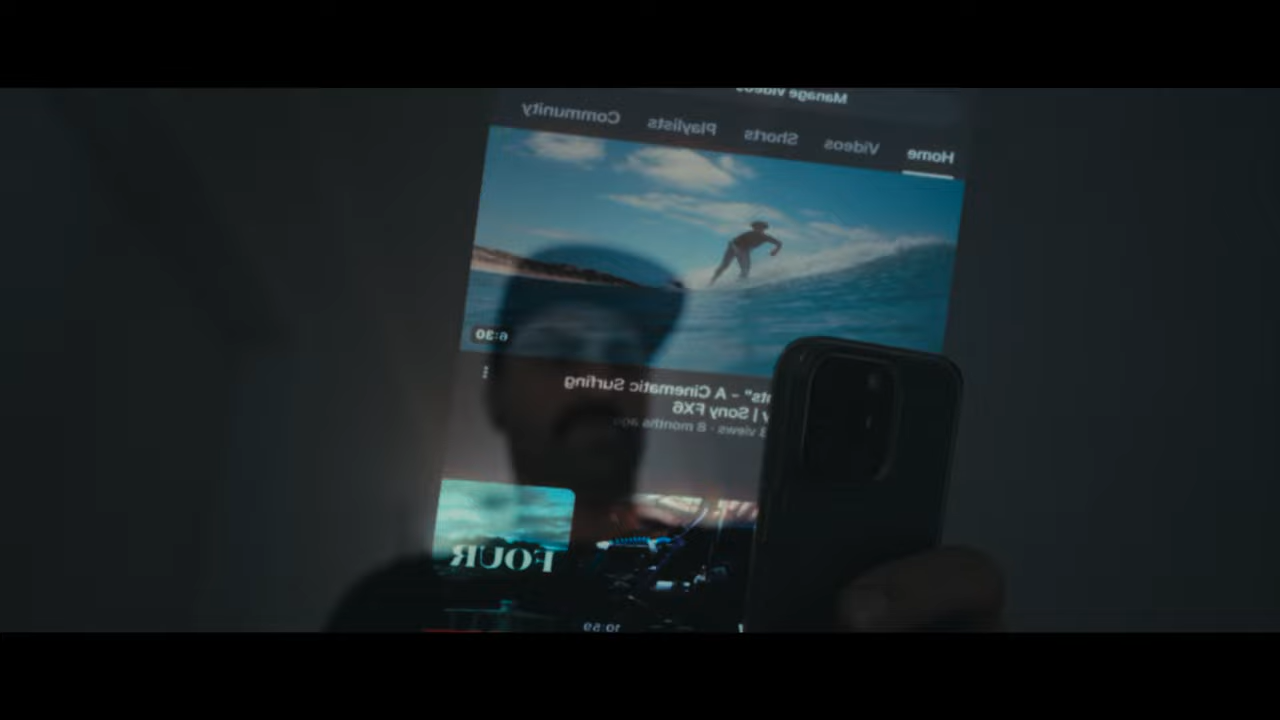 Manage videos
Home Videos Shorts Playlists Community
6:30
" - A Cinematic Surfing
| Sony FX6
views · 8 months ago
FOUR
10:59